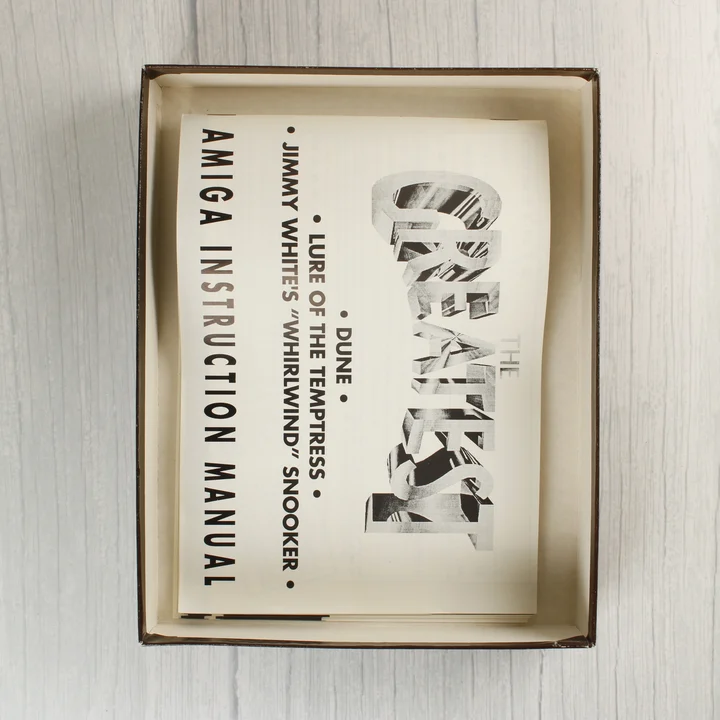 THE
GREATEST
• DUNE •
• LURE OF THE TEMPTRESS •
• JIMMY WHITE'S "WHIRLWIND" SNOOKER •
AMIGA INSTRUCTION MANUAL